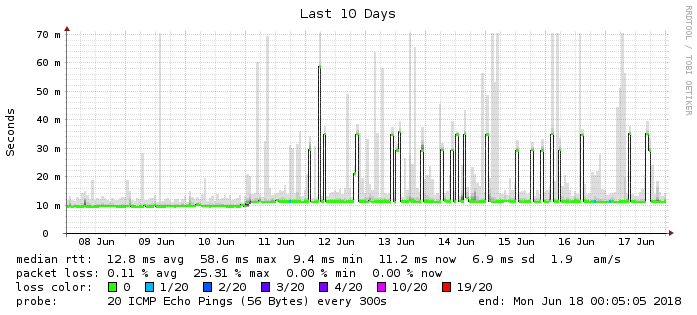 Last 10 Days
RRDTOOL / TOBI OETIKER
Seconds
70 m
60 m
50 m
40 m
30 m
20 m
10 m
0
08 Jun 09 Jun 10 Jun 11 Jun 12 Jun 13 Jun 14 Jun 15 Jun 16 Jun 17 Jun
median rtt: 12.8 ms avg 58.6 ms max 9.4 ms min 11.2 ms now 6.9 ms sd 1.9 am/s
packet loss: 0.11 % avg 25.31 % max 0.00 % min 0.00 % now
loss color: 0 1/20 2/20 3/20 4/20 10/20 19/20
probe: 20 ICMP Echo Pings (56 Bytes) every 300s end: Mon Jun 18 00:05:05 2018